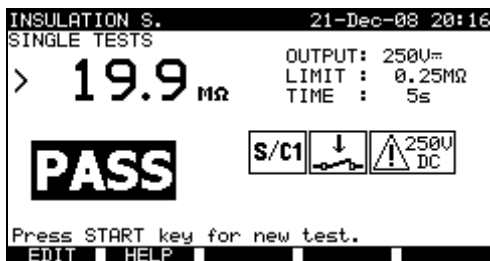 INSULATION S. 21-Dec-08 20:16
SINGLE TESTS
OUTPUT: 250V⎓
> 19.9 MΩ LIMIT : 0.25MΩ
TIME : 5s
PASS S/C1 250V DC
Press START key for new test.
EDIT HELP